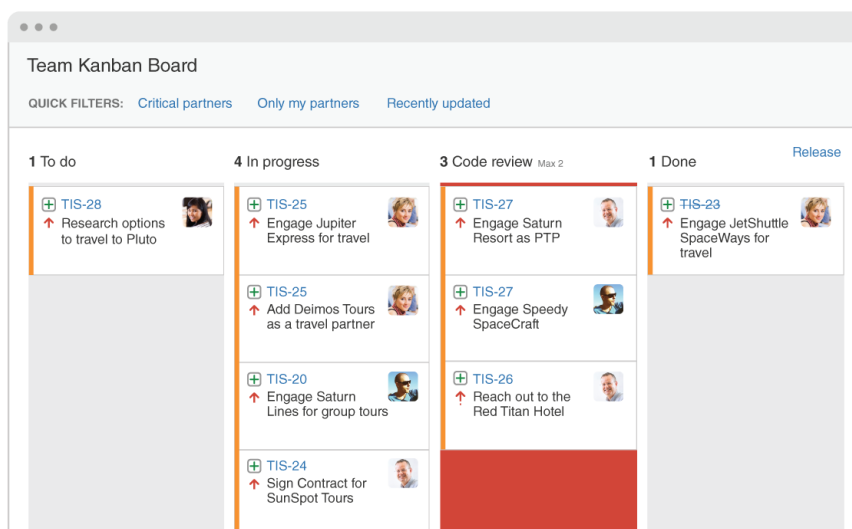 Team Kanban Board
QUICK FILTERS: Critical partners Only my partners Recently updated
Release
1 To do
TIS-28
Research options
to travel to Pluto
4 In progress
TIS-25
Engage Jupiter
Express for travel
TIS-25
Add Deimos Tours
as a travel partner
TIS-20
Engage Saturn
Lines for group tours
TIS-24
Sign Contract for
SunSpot Tours
3 Code review Max 2
TIS-27
Engage Saturn
Resort as PTP
TIS-27
Engage Speedy
SpaceCraft
TIS-26
Reach out to the
Red Titan Hotel
1 Done
TIS-23
Engage JetShuttle
SpaceWays for
travel